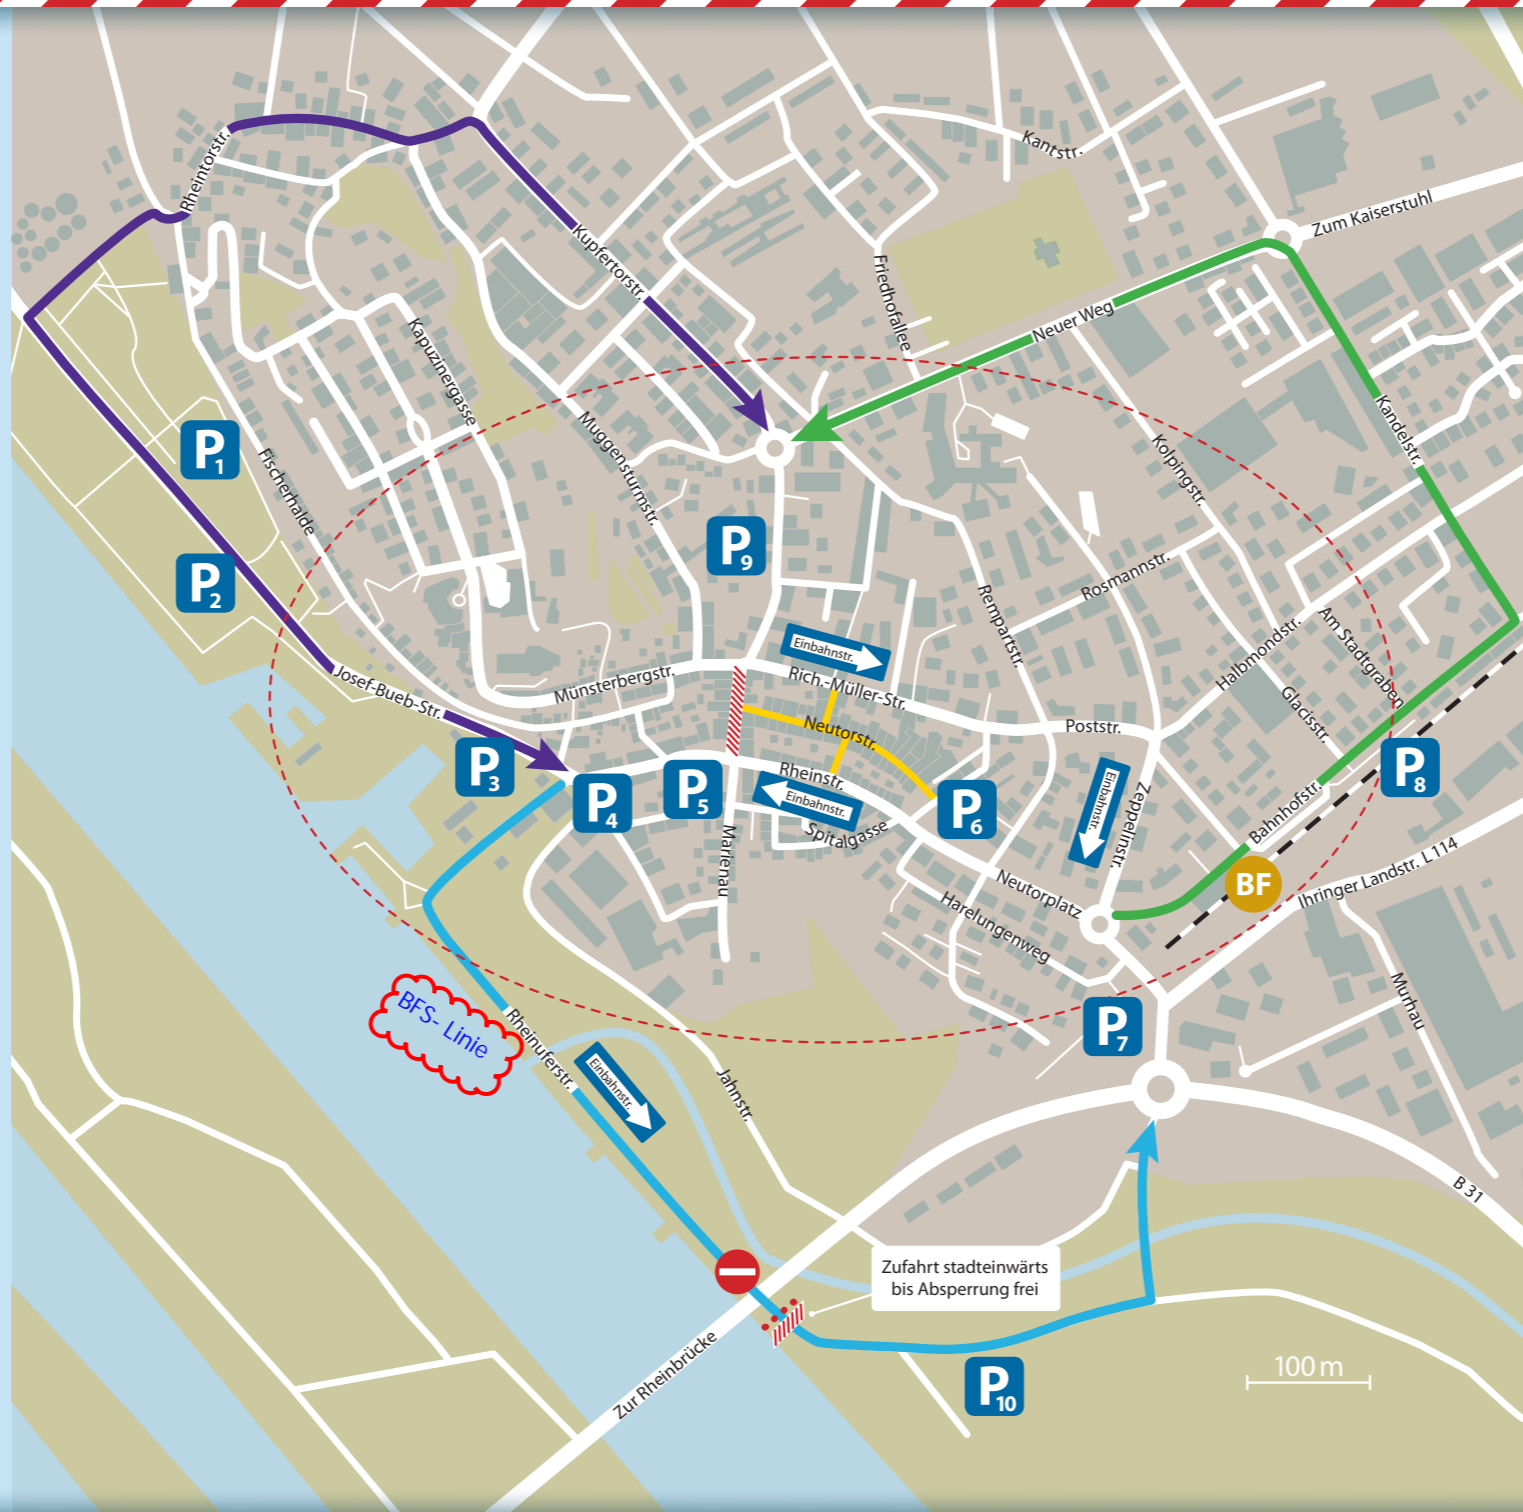 Kantstr.
Rheintorstr.
Zum Kaiserstuhl
Kupfertorstr.
Friedhofallee
Neuer Weg
Kapuzinergasse
Kandelstr.
P1
Muggensturmstr.
Kolpingstr.
Fischerhalde
P9
P2
Rosmannstr.
Rempartstr.
Am Stadtgraben
Halbmondstr.
Einbahnstr.
Josef-Bueb-Str.
Münsterbergstr.
Rich.-Müller-Str.
Glacisstr.
Neutorstr.
Poststr.
P3
P4
P5
Rheinstr.
Einbahnstr.
P6
Einbahnstr.
Zeppelinstr.
P8
Bahnhofstr.
Spitalgasse
Marienau
Neutorplatz
BF
Ihringer Landstr. L 114
Harelungenweg
BFS- Linie
Rheinuferstr.
Einbahnstr.
P7
Murhau
Jahnstr.
B 31
Zufahrt stadteinwärts
bis Absperrung frei
Zur Rheinbrücke
P10
100 m